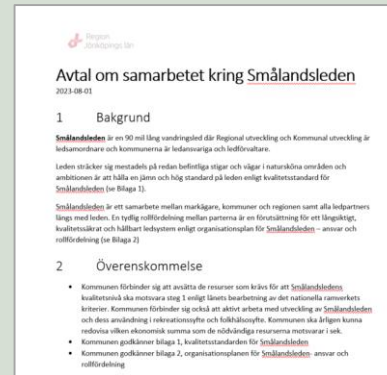 Region
Jönköpings län
Avtal om samarbetet kring Smålandsleden
2023-08-01
1 Bakgrund
Smålandsleden är en 90 mil lång vandringsled där Regional utveckling och Kommunal utveckling är
ledsamordnare och kommunerna är ledansvariga och ledförvaltare.
Leden sträcker sig mestadels på redan befintliga stigar och vägar i natursköna områden och
ambitionen är att hålla en jämn och hög standard på leden enligt kvalitetsstandard för
Smålandsleden (se Bilaga 1).
Smålandsleden är ett samarbete mellan markägare, kommuner och regionen samt alla ledpartners
längs med leden. En tydlig rollfördelning mellan parterna är en förutsättning för ett långsiktigt,
kvalitetssäkrat och hållbart ledsystem enligt organisationsplan för Smålandsleden – ansvar och
rollfördelning (se Bilaga 2)
2 Överenskommelse
• Kommunen förbinder sig att avsätta de resurser som krävs för att Smålandsledens
kvalitetsnivå ska motsvara steg 1 enligt länets bearbetning av det nationella ramverkets
kriterier. Kommunen förbinder sig också att aktivt arbeta med utveckling av Smålandsleden
och dess användning i rekreationssyfte och folkhälsosyfte. Kommunen ska årligen kunna
redovisa vilken ekonomisk summa som de nödvändiga resurserna motsvarar i sek.
• Kommunen godkänner bilaga 1, kvalitetsstandarden för Smålandsleden
• Kommunen godkänner bilaga 2, organisationsplanen för Smålandsleden- ansvar och
rollfördelning